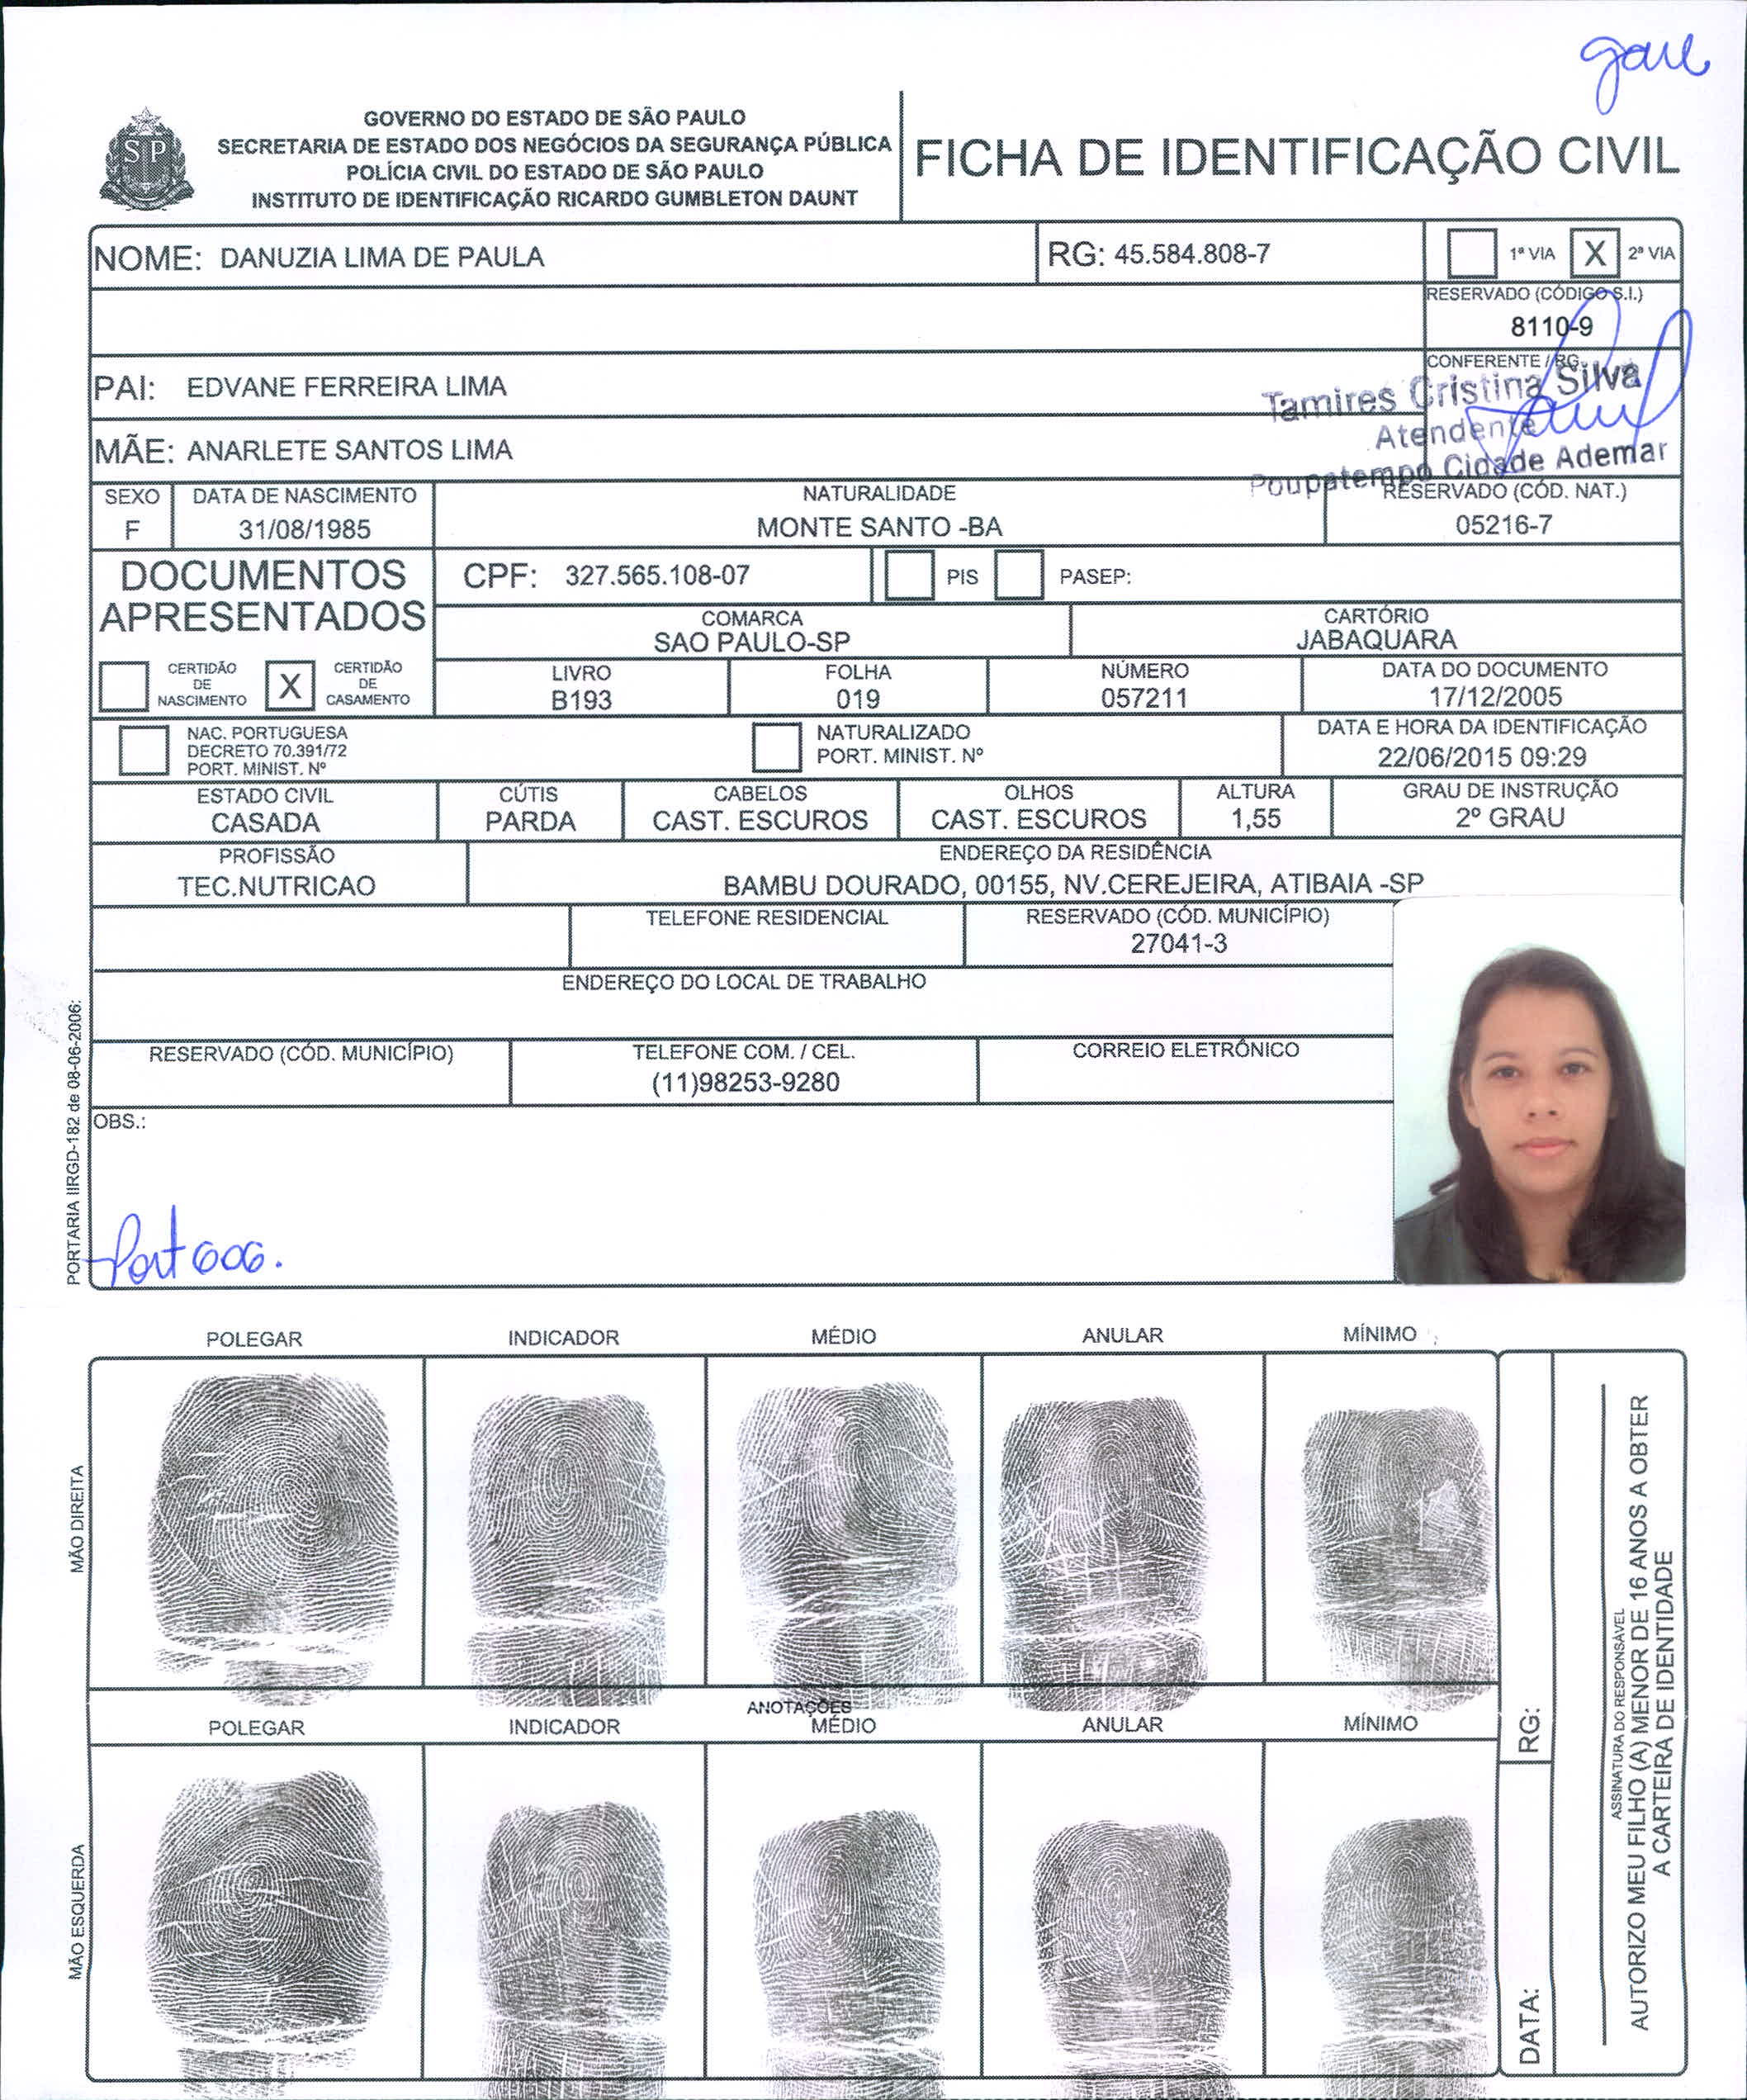 GOVERNO DO ESTADO DE SÃO PAULO
SECRETARIA DE ESTADO DOS NEGÓCIOS DA SEGURANÇA PÚBLICA
POLÍCIA CIVIL DO ESTADO DE SÃO PAULO
INSTITUTO DE IDENTIFICAÇÃO RICARDO GUMBLETON DAUNT
SP
FICHA DE IDENTIFICAÇÃO CIVIL
NOME: DANUZIA LIMA DE PAULA
RG: 45.584.808-7
1ª VIA X 2ª VIA
RESERVADO (CÓDIGO S.I.)
8110-9
PAI: EDVANE FERREIRA LIMA
CONFERENTE / RG
Tamires Cristina Silva
Atendente
Poupatempo Cidade Ademar
MÃE: ANARLETE SANTOS LIMA
SEXO
F
DATA DE NASCIMENTO
31/08/1985
NATURALIDADE
MONTE SANTO -BA
RESERVADO (CÓD. NAT.)
05216-7
DOCUMENTOS
APRESENTADOS
CPF: 327.565.108-07
PIS
PASEP:
COMARCA
SAO PAULO-SP
CARTÓRIO
JABAQUARA
CERTIDÃO
DE
NASCIMENTO
X
CERTIDÃO
DE
CASAMENTO
LIVRO
B193
FOLHA
019
NÚMERO
057211
DATA DO DOCUMENTO
17/12/2005
NAC. PORTUGUESA
DECRETO 70.391/72
PORT. MINIST. Nº
NATURALIZADO
PORT. MINIST. Nº
DATA E HORA DA IDENTIFICAÇÃO
22/06/2015 09:29
ESTADO CIVIL
CASADA
CÚTIS
PARDA
CABELOS
CAST. ESCUROS
OLHOS
CAST. ESCUROS
ALTURA
1,55
GRAU DE INSTRUÇÃO
2º GRAU
PROFISSÃO
TEC.NUTRICAO
ENDEREÇO DA RESIDÊNCIA
BAMBU DOURADO, 00155, NV.CEREJEIRA, ATIBAIA -SP
TELEFONE RESIDENCIAL
RESERVADO (CÓD. MUNICÍPIO)
27041-3
ENDEREÇO DO LOCAL DE TRABALHO
RESERVADO (CÓD. MUNICÍPIO)
TELEFONE COM. / CEL.
(11)98253-9280
CORREIO ELETRÔNICO
OBS.:
Port 606.
PORTARIA IIRGD-182 de 08-06-2006:
POLEGAR INDICADOR MÉDIO ANULAR MÍNIMO
MÃO DIREITA
ANOTAÇÕES
POLEGAR INDICADOR MÉDIO ANULAR MÍNIMO
MÃO ESQUERDA
RG:
DATA:
ASSINATURA DO RESPONSÁVEL
AUTORIZO MEU FILHO (A) MENOR DE 16 ANOS A OBTER
A CARTEIRA DE IDENTIDADE